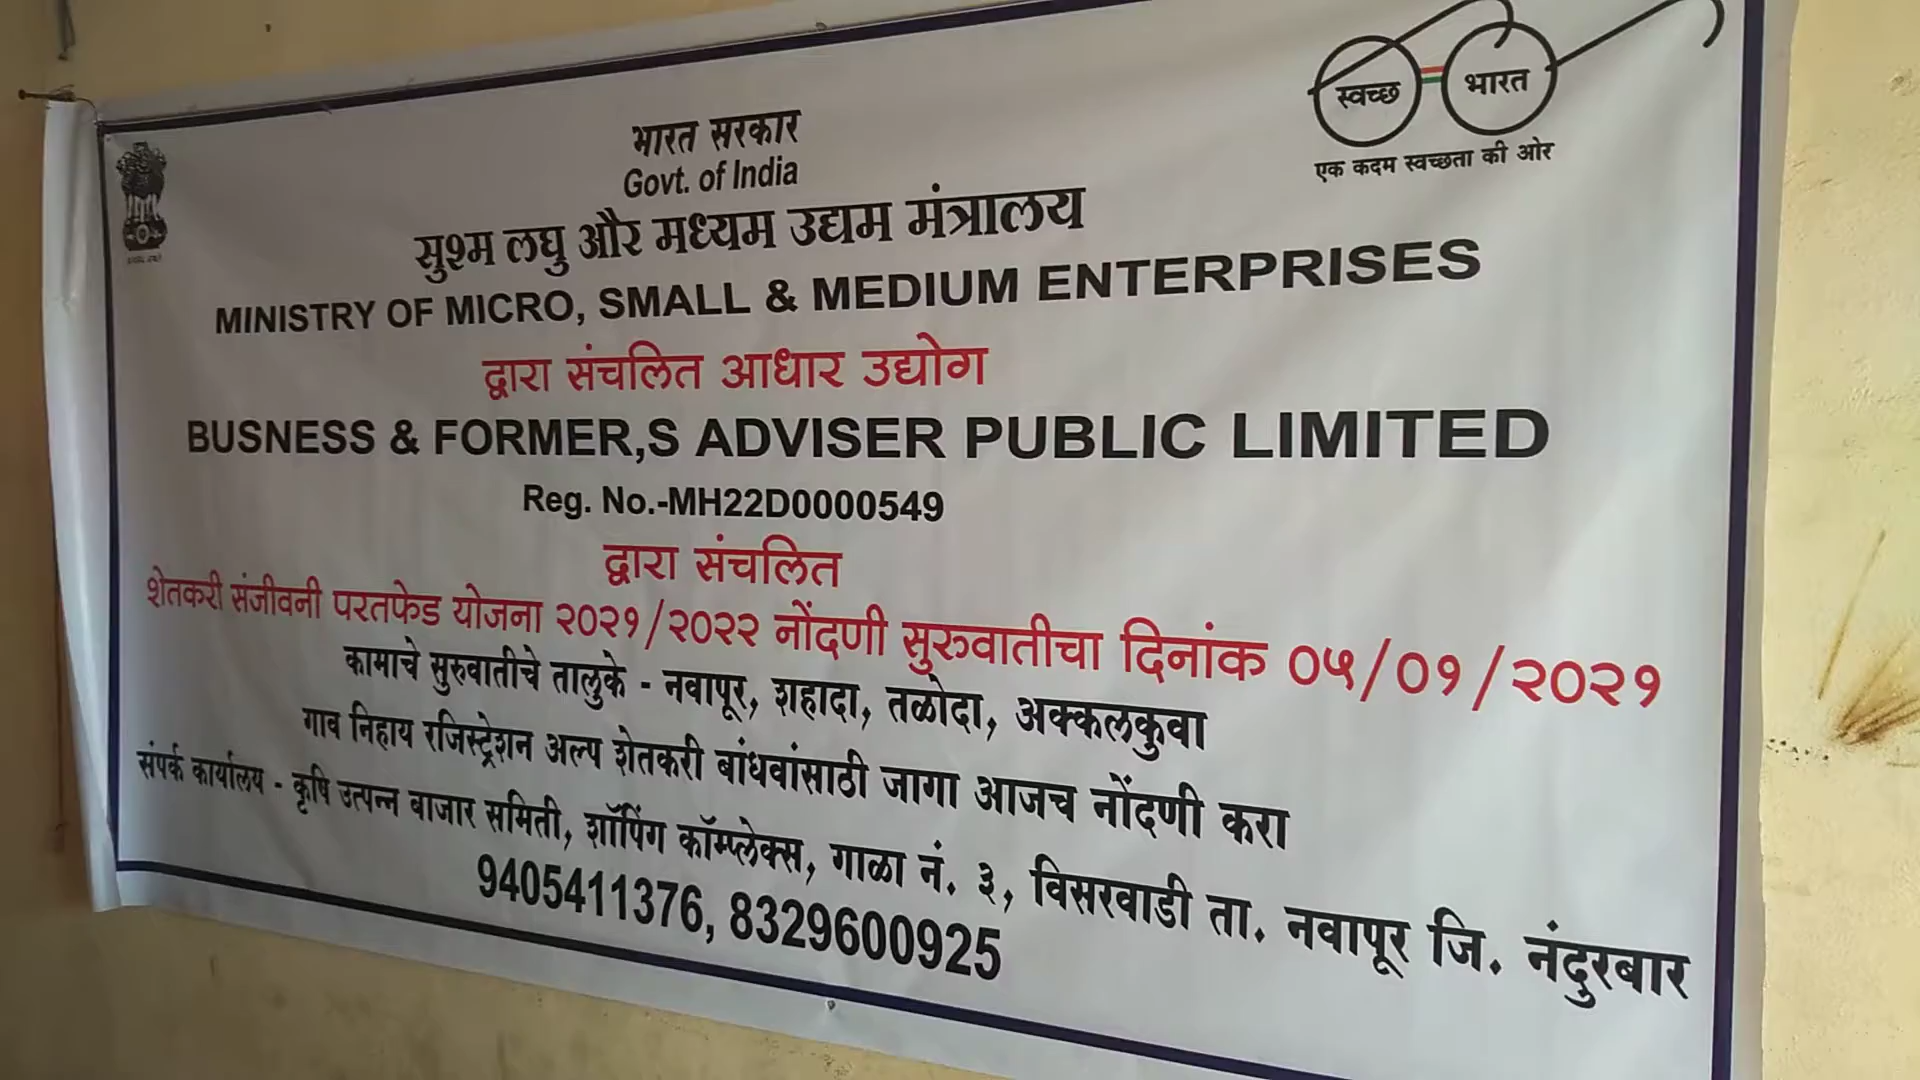 स्वच्छ भारत
एक कदम स्वच्छता की ओर
भारत सरकार
Govt. of India
सुश्म लघु और मध्यम उद्यम मंत्रालय
MINISTRY OF MICRO, SMALL & MEDIUM ENTERPRISES
द्वारा संचलित आधार उद्योग
BUSNESS & FORMER,S ADVISER PUBLIC LIMITED
Reg. No.-MH22D0000549
द्वारा संचलित
शेतकरी संजीवनी परतफेड योजना २०२१/२०२२ नोंदणी सुरुवातीचा दिनांक ०५/०१/२०२१
कामाचे सुरुवातीचे तालुके - नवापूर, शहादा, तळोदा, अक्कलकुवा
गाव निहाय रजिस्ट्रेशन अल्प शेतकरी बांधवांसाठी जागा आजच नोंदणी करा
संपर्क कार्यालय - कृषि उत्पन्न बाजार समिती, शॉपिंग कॉम्प्लेक्स, गाळा नं. ३, विसरवाडी ता. नवापूर जि. नंदुरबार
9405411376, 8329600925